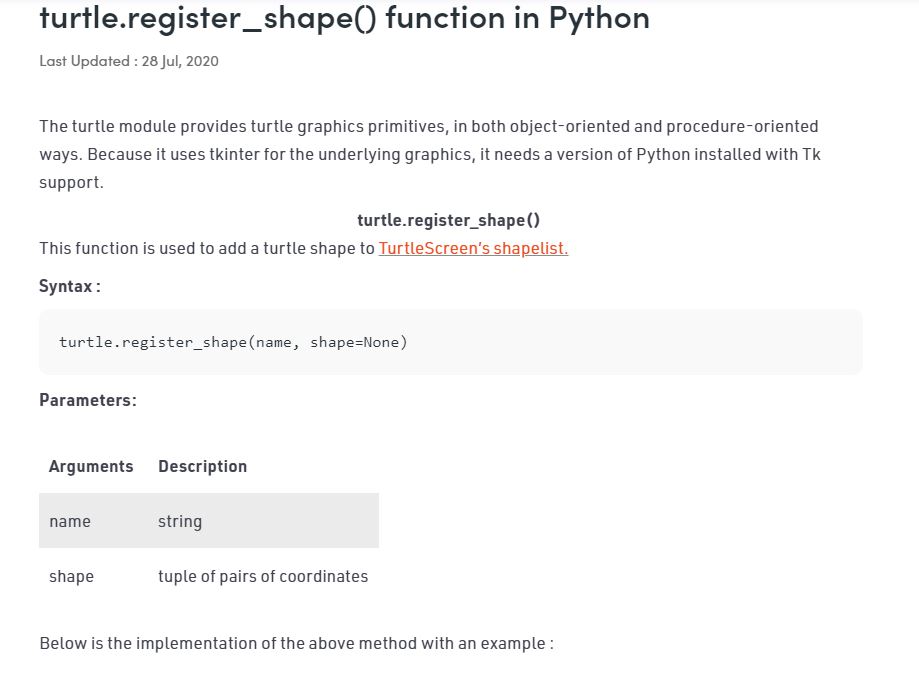 turtle.register_shape() function in Python
Last Updated : 28 Jul, 2020
The turtle module provides turtle graphics primitives, in both object-oriented and procedure-oriented
ways. Because it uses tkinter for the underlying graphics, it needs a version of Python installed with Tk
support.
turtle.register_shape()
This function is used to add a turtle shape to TurtleScreen’s shapelist.
Syntax :
turtle.register_shape(name, shape=None)
Parameters:
Arguments Description
name string
shape tuple of pairs of coordinates
Below is the implementation of the above method with an example :